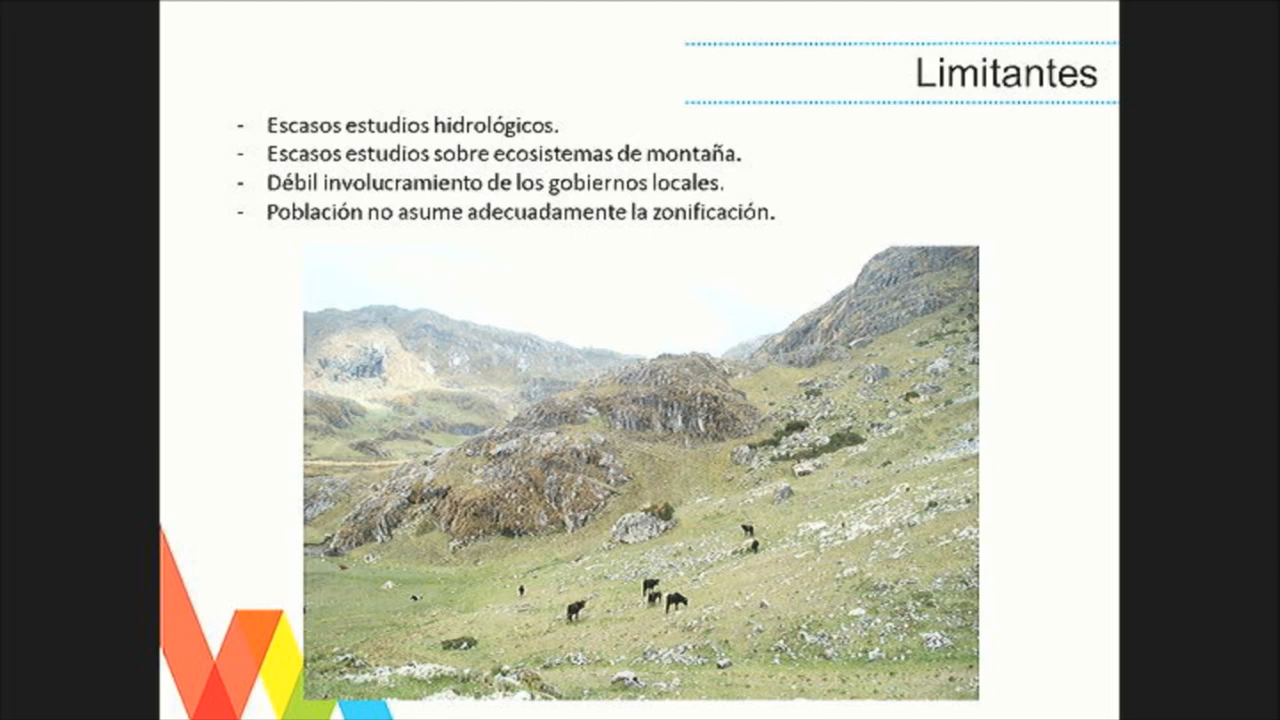 Limitantes
- Escasos estudios hidrológicos.
- Escasos estudios sobre ecosistemas de montaña.
- Débil involucramiento de los gobiernos locales.
- Población no asume adecuadamente la zonificación.